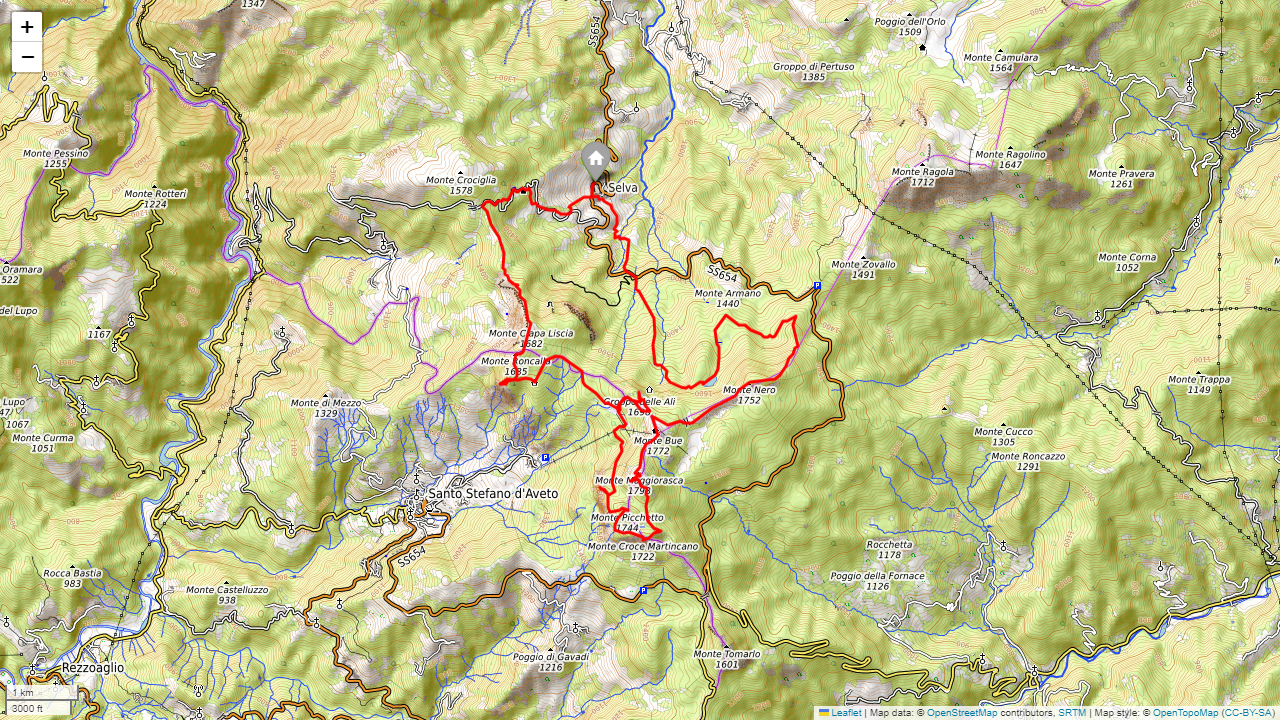 +
−
1347
SS654
Poggio dell'Orlo
1509
Groppo di Pertuso
1385
Monte Camulara
1564
Monte Pessino
1255
Monte Rotteri
1224
Monte Crociglia
1578
Selva
Monte Ragolino
1647
Monte Ragola
1712
Monte Pravera
1261
Oramara
522
del Lupo
1167
SS654
Monte Zovallo
1491
Monte Corna
1052
Monte Armano
1440
Monte Ciapa Liscia
1682
Monte Roncalla
1685
Monte Nero
1752
Monte Trappa
1149
Lupo
47/
1067
Monte di Mezzo
1329
Groppo delle Ali
1698
Monte Curma
1051
Monte Bue
1772
Monte Cucco
1305
Monte Roncazzo
1291
Monte Maggiorasca
1798
Santo Stefano d'Aveto
Monte Picchetto
1744
Monte Croce Martincano
1722
SS654
Rocchetta
1178
Rocca Bastia
983
Monte Castelluzzo
938
Poggio della Fornace
1126
Rezzoaglio
Poggio di Gavadi
1216
Monte Tomarlo
1601
1 km
3000 ft
Leaflet | Map data: © OpenStreetMap contributors, SRTM | Map style: © OpenTopoMap (CC-BY-SA)